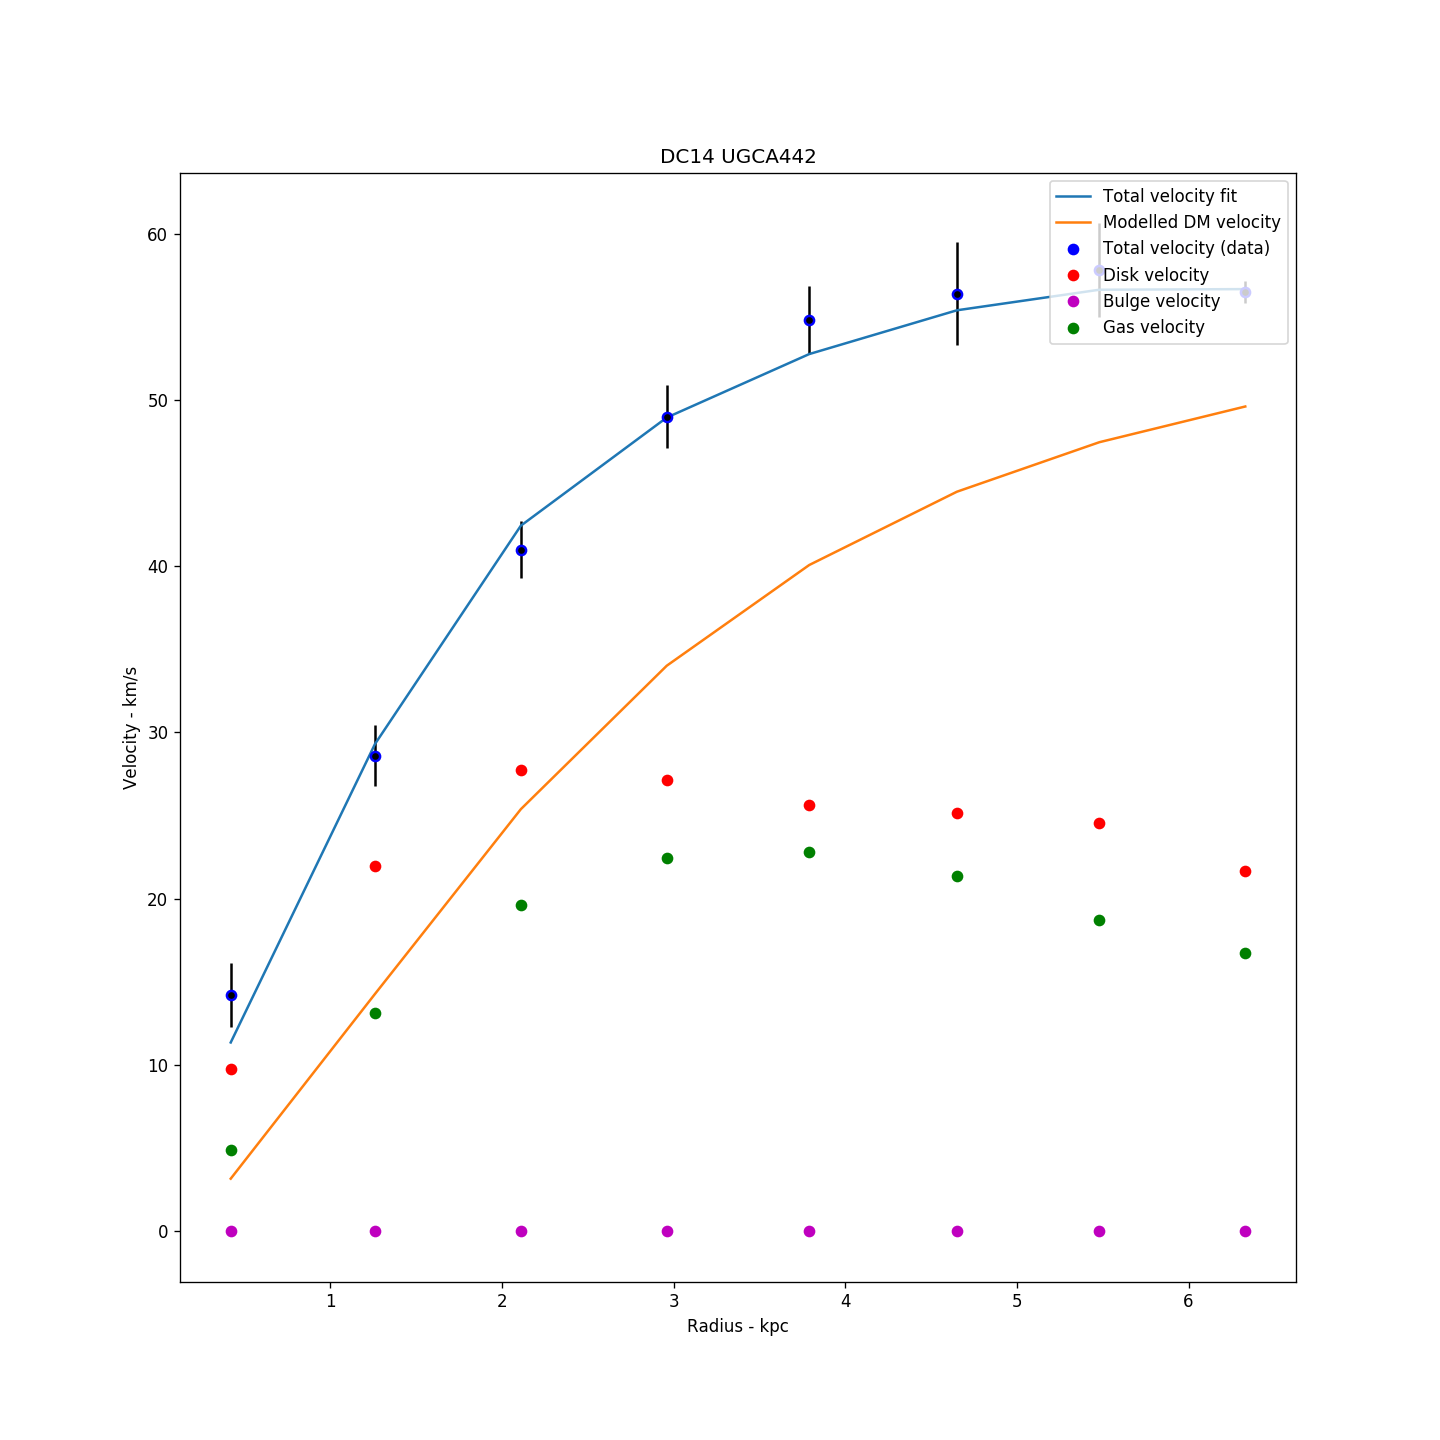 DC14 UGCA442
Total velocity fit
Modelled DM velocity
Total velocity (data)
Disk velocity
Bulge velocity
Gas velocity
60
50
40
30
20
10
0
Velocity - km/s
1 2 3 4 5 6
Radius - kpc